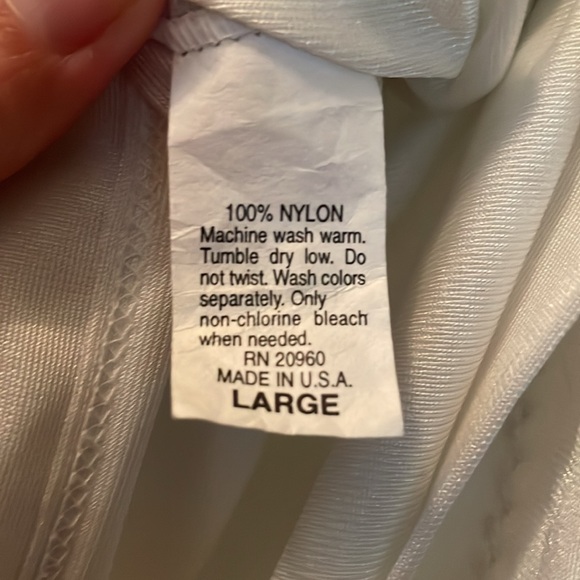 100% NYLON
Machine wash warm.
Tumble dry low. Do
not twist. Wash colors
separately. Only
non-chlorine bleach
when needed.
RN 20960
MADE IN U.S.A.
LARGE